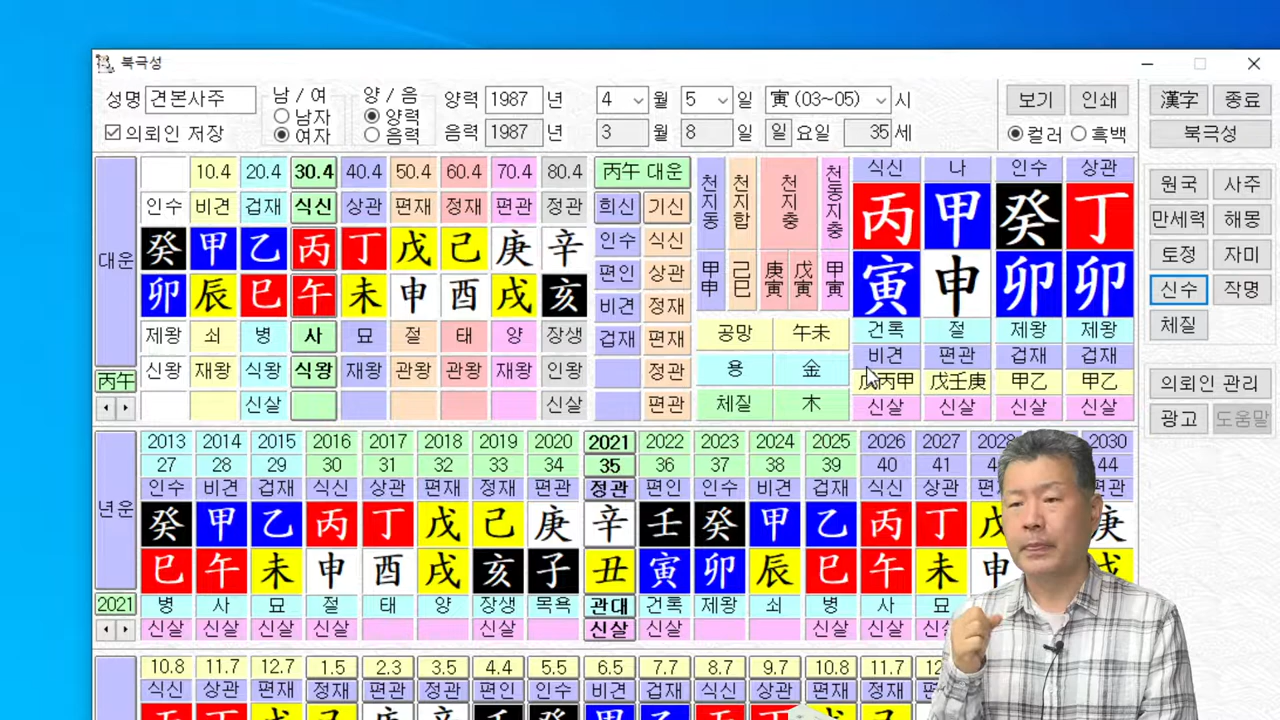 북극성
성명 견본사주 남 / 여 양 / 음 양력 1987 년 4 월 5 일 寅 (03~05) 시 보기 인쇄 漢字 종료
남자 양력
의뢰인 저장 여자 음력 음력 1987 년 3 월 8 일 일 요일 35 세 컬러 흑백 북극성
대운
10.4 20.4 30.4 40.4 50.4 60.4 70.4 80.4
인수 비견 겁재 식신 상관 편재 정재 편관 정관
癸 甲 乙 丙 丁 戊 己 庚 辛
卯 辰 巳 午 未 申 酉 戌 亥
제왕 쇠 병 사 묘 절 태 양 장생
신왕 재왕 식왕 식왕 재왕 관왕 관왕 재왕 인왕
신살 신살
丙午
丙午 대운
희신 기신
인수 식신
편인 상관
비견 정재
겁재 편재
정관
편관
천지동 천지합 천지충 천동지충
甲申 己巳 庚寅 戊寅 甲寅
공망 午未
용 金
체질 木
식신 나 인수 상관
丙 甲 癸 丁
寅 申 卯 卯
건록 절 제왕 제왕
비견 편관 겁재 겁재
戊丙甲 戊壬庚 甲乙 甲乙
신살 신살 신살 신살
원국 사주
만세력 해몽
토정 자미
신수 작명
체질
의뢰인 관리
광고 도움말
년운
2013 2014 2015 2016 2017 2018 2019 2020 2021 2022 2023 2024 2025 2026 2027 2030
27 28 29 30 31 32 33 34 35 36 37 38 39 40 41 44
인수 비견 겁재 식신 상관 편재 정재 편관 정관 편인 인수 비견 겁재 식신 상관
癸 甲 乙 丙 丁 戊 己 庚 辛 壬 癸 甲 乙 丙 丁 戊 庚
巳 午 未 申 酉 戌 亥 子 丑 寅 卯 辰 巳 午 未 申 戌
2021
병 사 묘 절 태 양 장생 목욕 관대 건록 제왕 쇠 병 사 묘
신살 신살 신살 신살 신살 신살 신살 신살 신살
10.8 11.7 12.7 1.5 2.3 3.5 4.4 5.5 6.5 7.7 8.7 9.7 10.8 11.7
식신 상관 편재 정재 편관 정관 편인 인수 비견 겁재 식신 상관 편재 정재